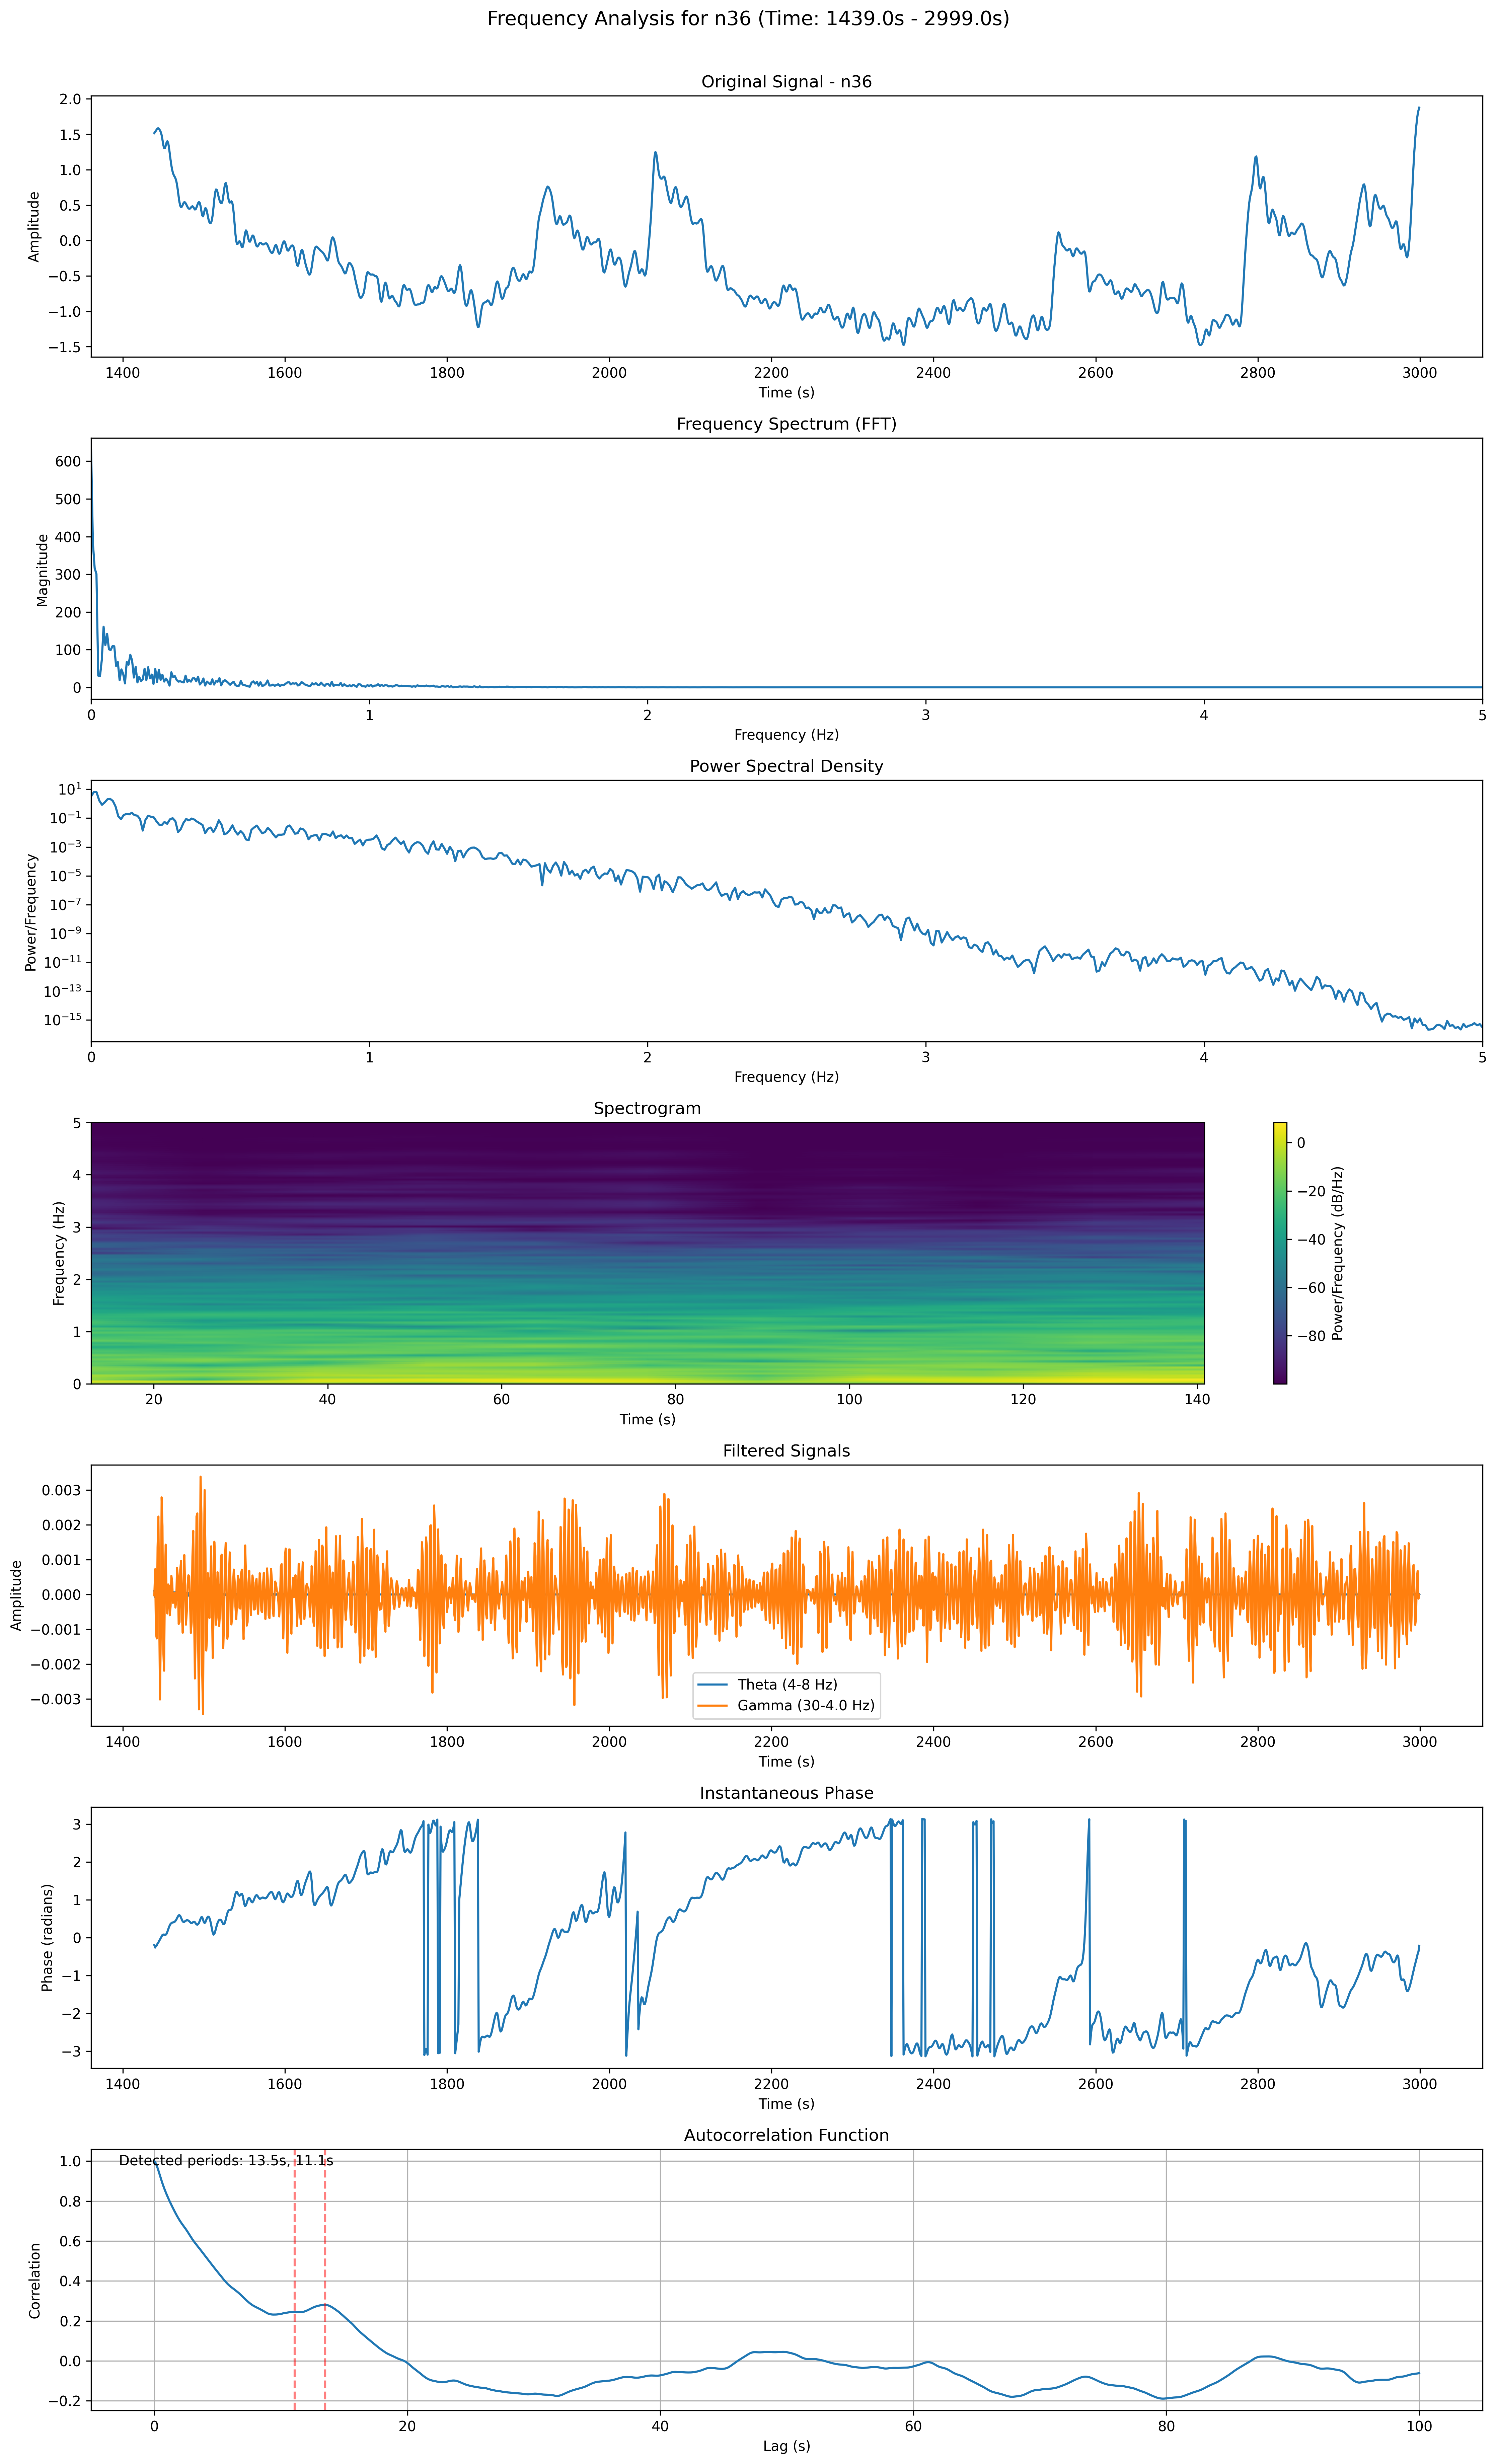 Frequency Analysis for n36 (Time: 1439.0s - 2999.0s)
Original Signal - n36
2.0
1.5
1.0
0.5
0.0
−0.5
−1.0
−1.5
Amplitude
1400 1600 1800 2000 2200 2400 2600 2800 3000
Time (s)
Frequency Spectrum (FFT)
600
500
400
300
200
100
0
Magnitude
0 1 2 3 4 5
Frequency (Hz)
Power Spectral Density
10¹
10⁻¹
10⁻³
10⁻⁵
10⁻⁷
10⁻⁹
10⁻¹¹
10⁻¹³
10⁻¹⁵
Power/Frequency
0 1 2 3 4 5
Frequency (Hz)
Spectrogram
5
4
3
2
1
0
Frequency (Hz)
20 40 60 80 100 120 140
Time (s)
0
−20
−40
−60
−80
Power/Frequency (dB/Hz)
Filtered Signals
0.003
0.002
0.001
0.000
−0.001
−0.002
−0.003
Amplitude
Theta (4-8 Hz)
Gamma (30-4.0 Hz)
1400 1600 1800 2000 2200 2400 2600 2800 3000
Time (s)
Instantaneous Phase
3
2
1
0
−1
−2
−3
Phase (radians)
1400 1600 1800 2000 2200 2400 2600 2800 3000
Time (s)
Autocorrelation Function
Detected periods: 13.5s, 11.1s
1.0
0.8
0.6
0.4
0.2
0.0
−0.2
Correlation
0 20 40 60 80 100
Lag (s)